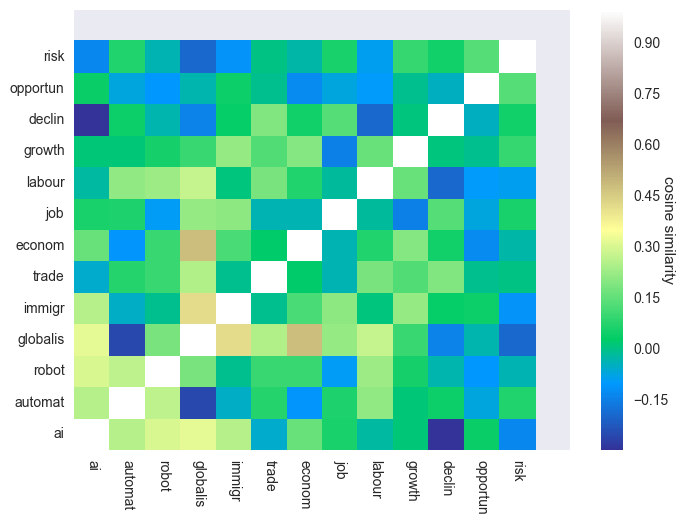 risk
opportun
declin
growth
labour
job
econom
trade
immigr
globalis
robot
automat
ai
ai
automat
robot
globalis
immigr
trade
econom
job
labour
growth
declin
opportun
risk
0.90
0.75
0.60
0.45
0.30
0.15
0.00
−0.15
cosine similarity